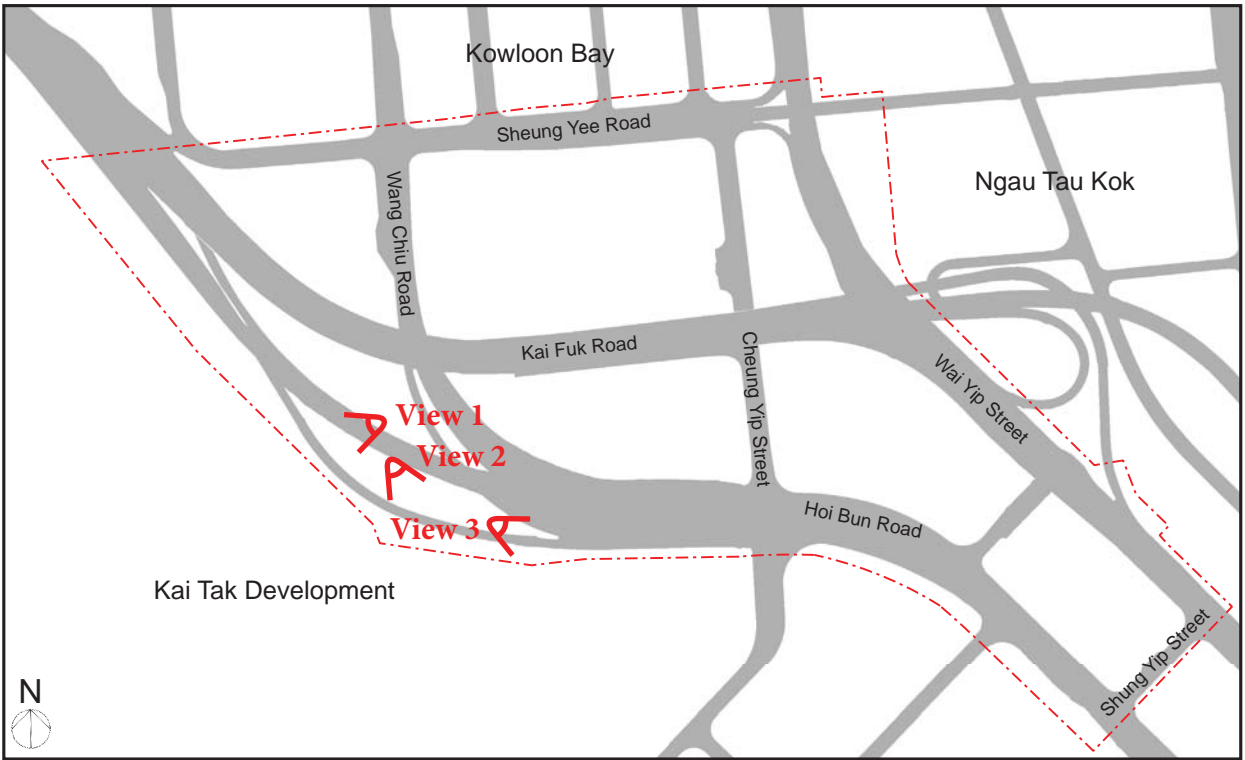 Kowloon Bay
Sheung Yee Road
Ngau Tau Kok
Wang Chiu Road
Kai Fuk Road
Cheung Yip Street
Wai Yip Street
View 1
View 2
View 3
Hoi Bun Road
Kai Tak Development
Shung Yip Street
N